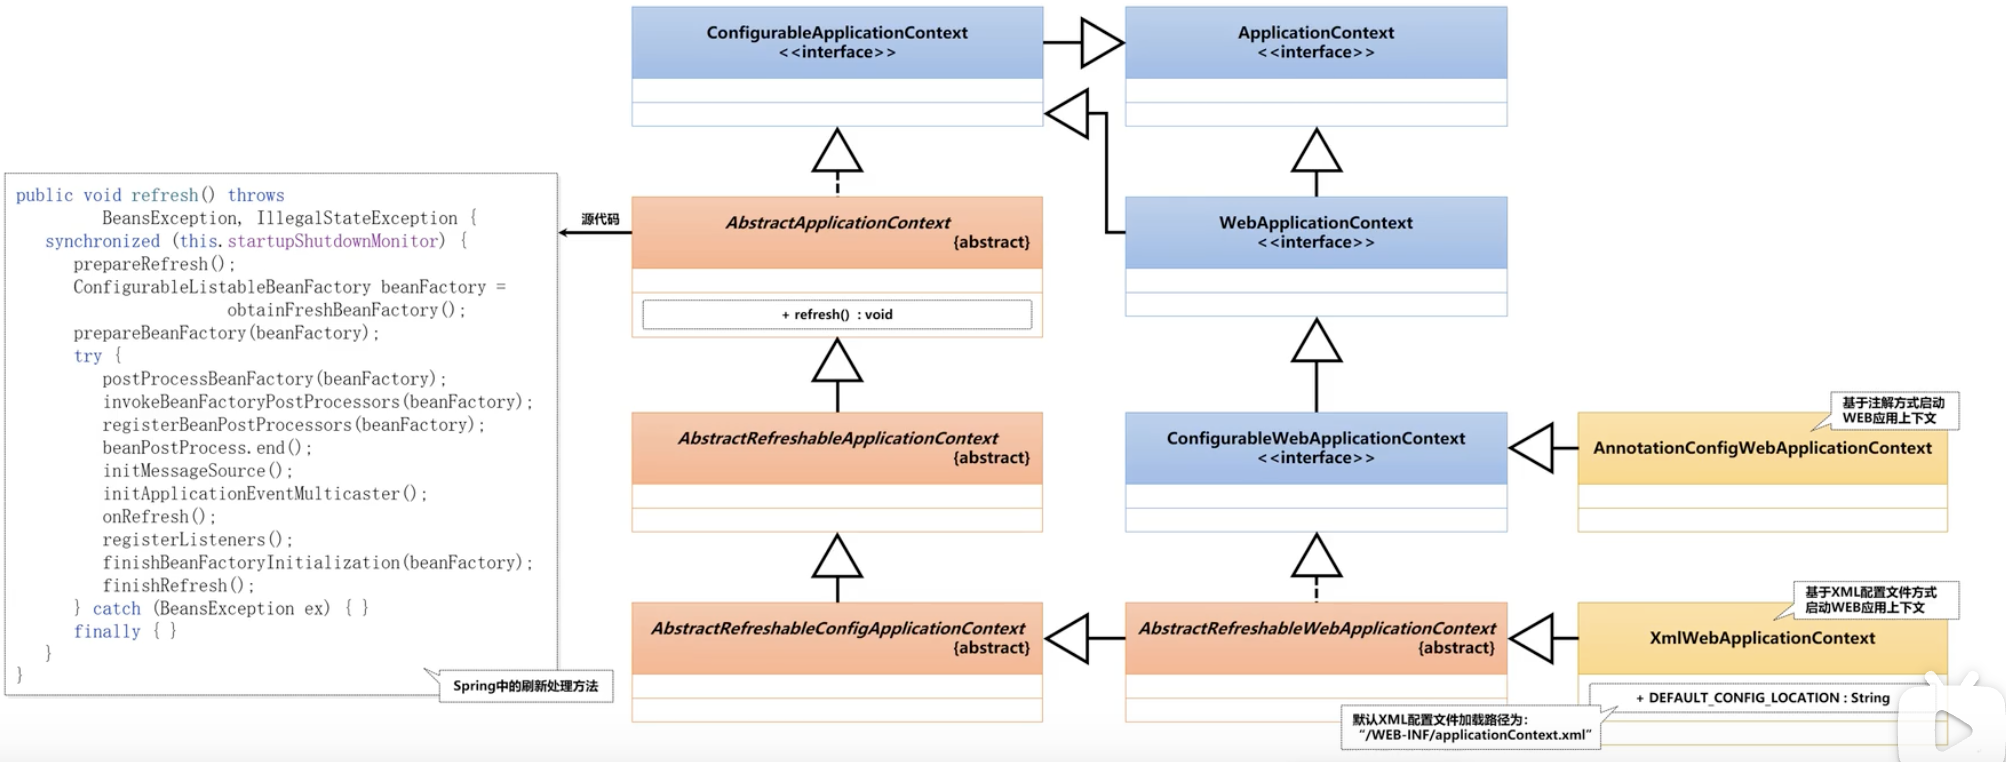 ConfigurableApplicationContext
<<interface>>
ApplicationContext
<<interface>>
public void refresh() throws
BeansException, IllegalStateException {
synchronized (this.startupShutdownMonitor) {
prepareRefresh();
ConfigurableListableBeanFactory beanFactory =
obtainFreshBeanFactory();
prepareBeanFactory(beanFactory);
try {
postProcessBeanFactory(beanFactory);
invokeBeanFactoryPostProcessors(beanFactory);
registerBeanPostProcessors(beanFactory);
beanPostProcess.end();
initMessageSource();
initApplicationEventMulticaster();
onRefresh();
registerListeners();
finishBeanFactoryInitialization(beanFactory);
finishRefresh();
} catch (BeansException ex) { }
finally { }
}
}
Spring中的刷新处理方法
源代码
AbstractApplicationContext
{abstract}
+ refresh() : void
WebApplicationContext
<<interface>>
AbstractRefreshableApplicationContext
{abstract}
ConfigurableWebApplicationContext
<<interface>>
基于注解方式启动
WEB应用上下文
AnnotationConfigWebApplicationContext
AbstractRefreshableConfigApplicationContext
{abstract}
AbstractRefreshableWebApplicationContext
{abstract}
基于XML配置文件方式
启动WEB应用上下文
XmlWebApplicationContext
+ DEFAULT_CONFIG_LOCATION : String
默认XML配置文件加载路径为：
“/WEB-INF/applicationContext.xml”